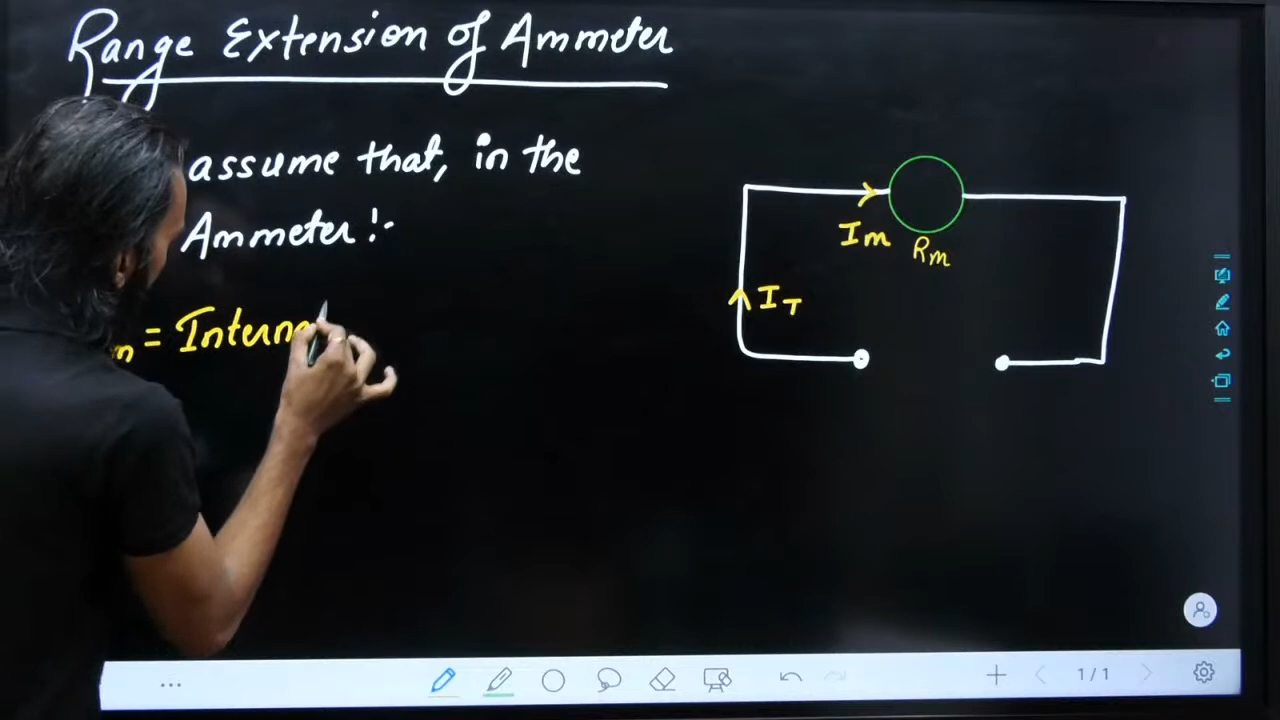 Range Extension of Ammeter
assume that, in the
Ammeter :-
m = Intern
Im
Rm
IT
1/1